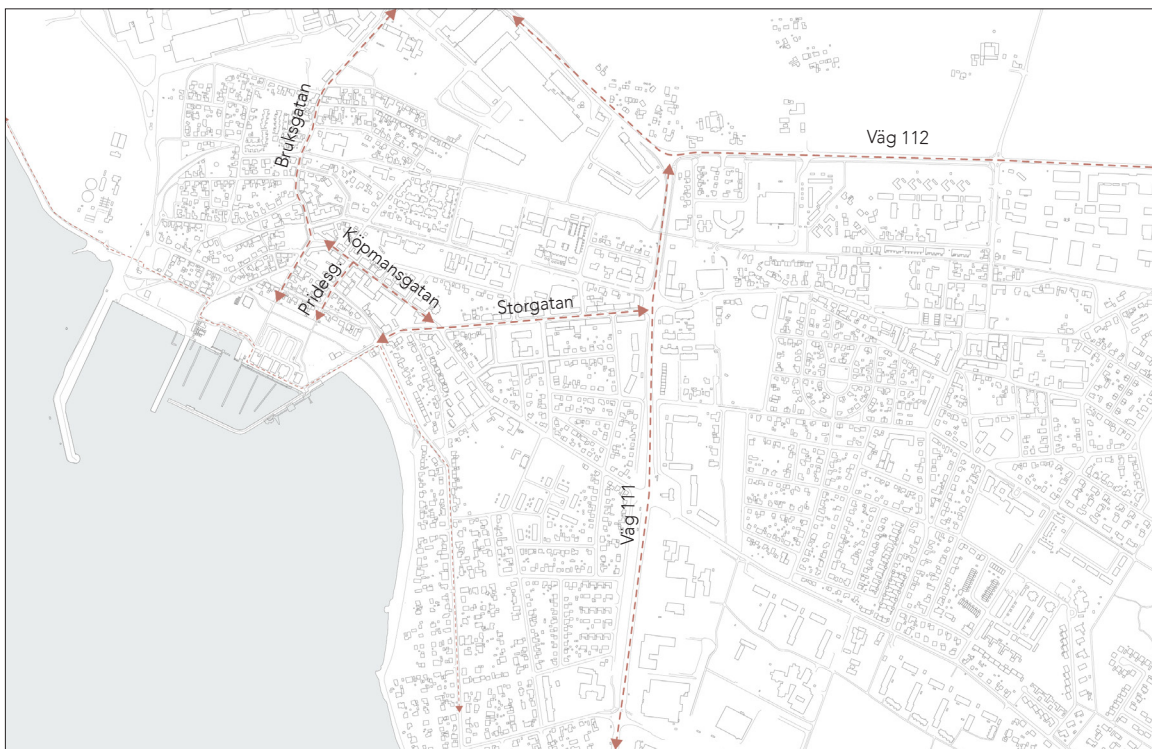 Bruksgatan
Väg 112
Köpmansgatan
Pridesg.
Storgatan
Väg 111